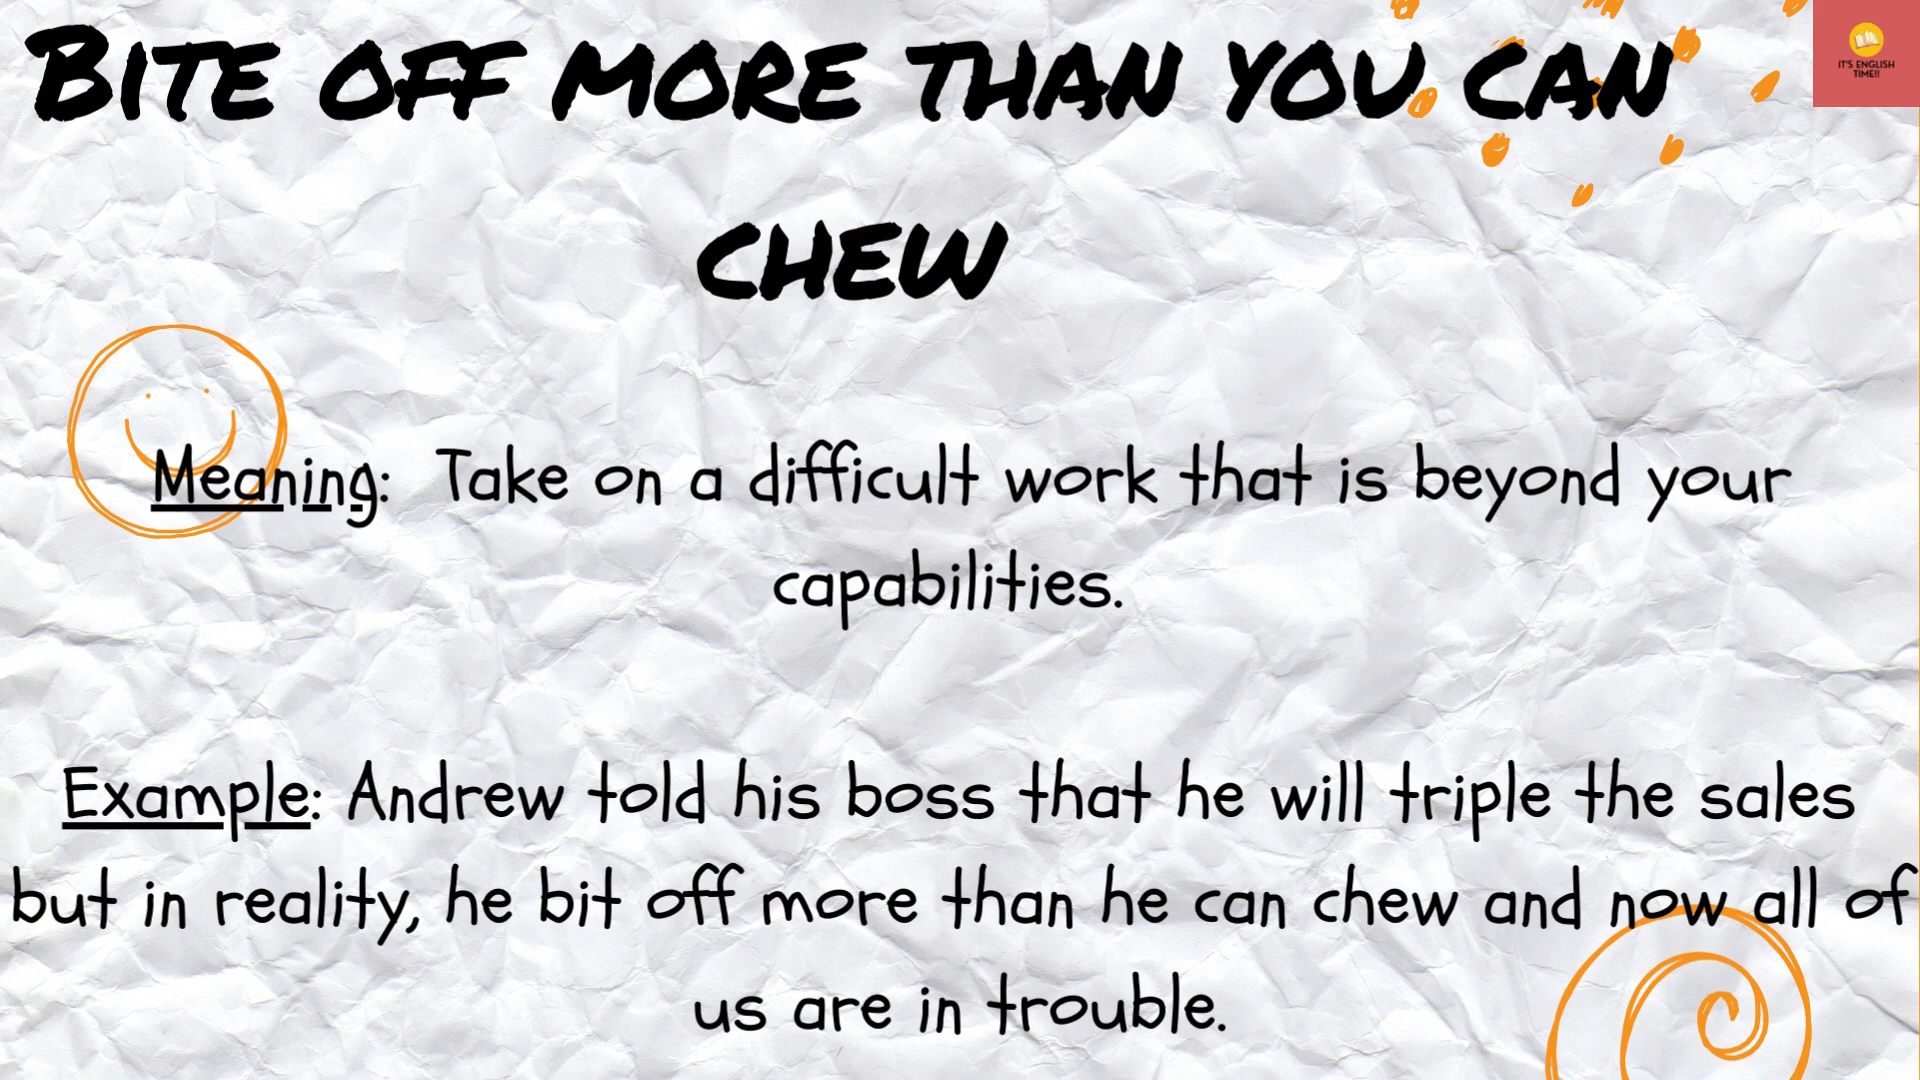 BITE OFF MORE THAN YOU CAN
CHEW
IT'S ENGLISH
TIME!!
Meaning: Take on a difficult work that is beyond your
capabilities.
Example: Andrew told his boss that he will triple the sales
but in reality, he bit off more than he can chew and now all of
us are in trouble.